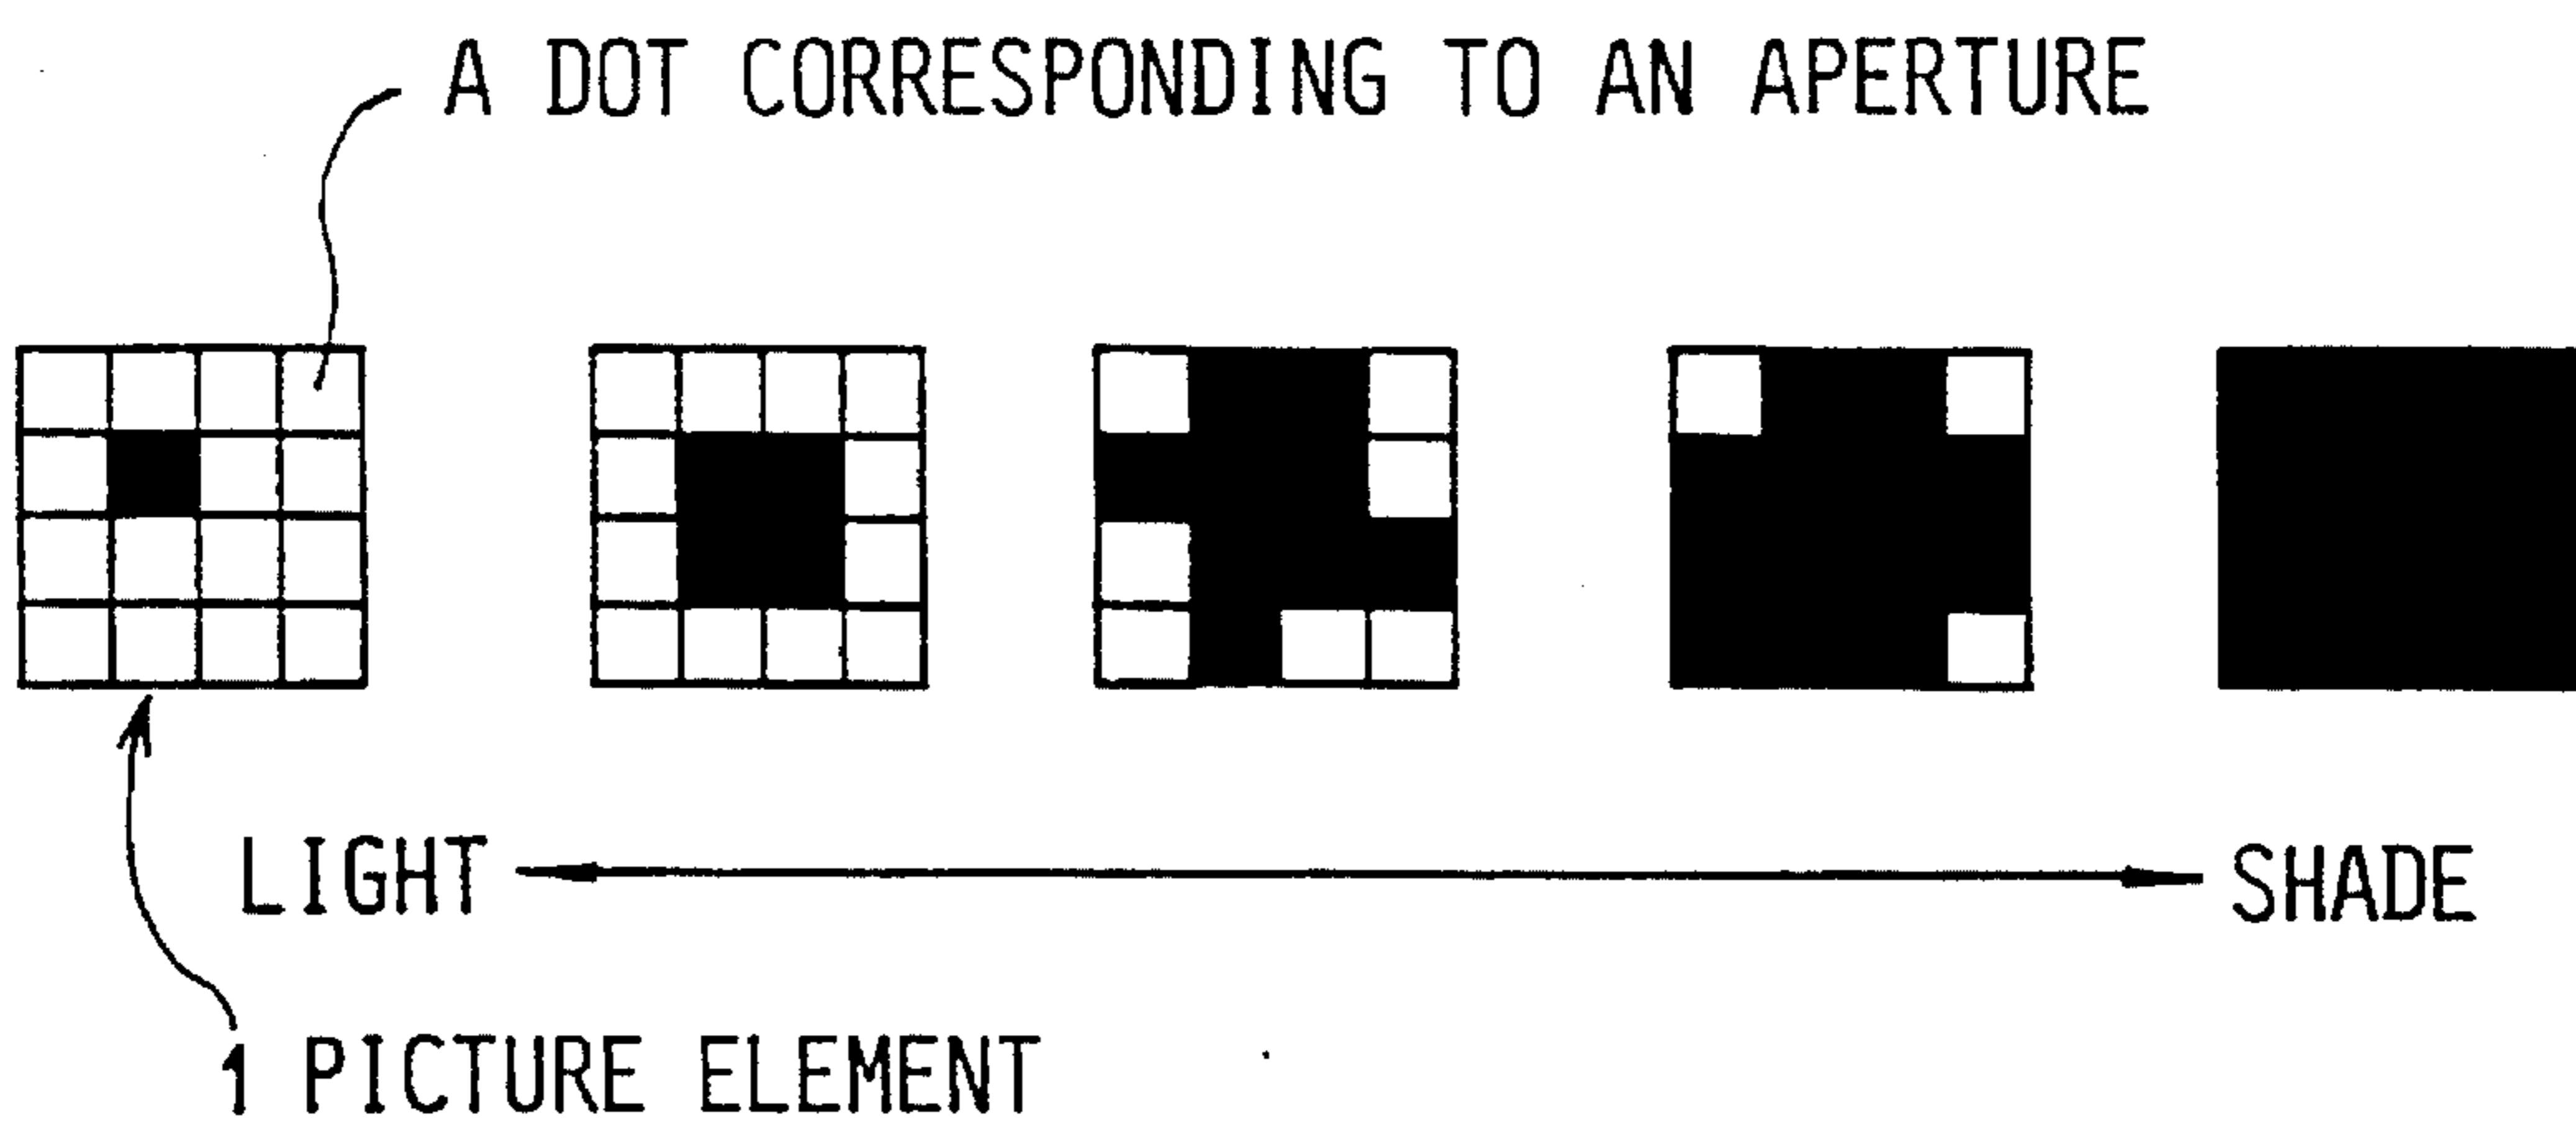 A DOT CORRESPONDING TO AN APERTURE
LIGHT
SHADE
1 PICTURE ELEMENT